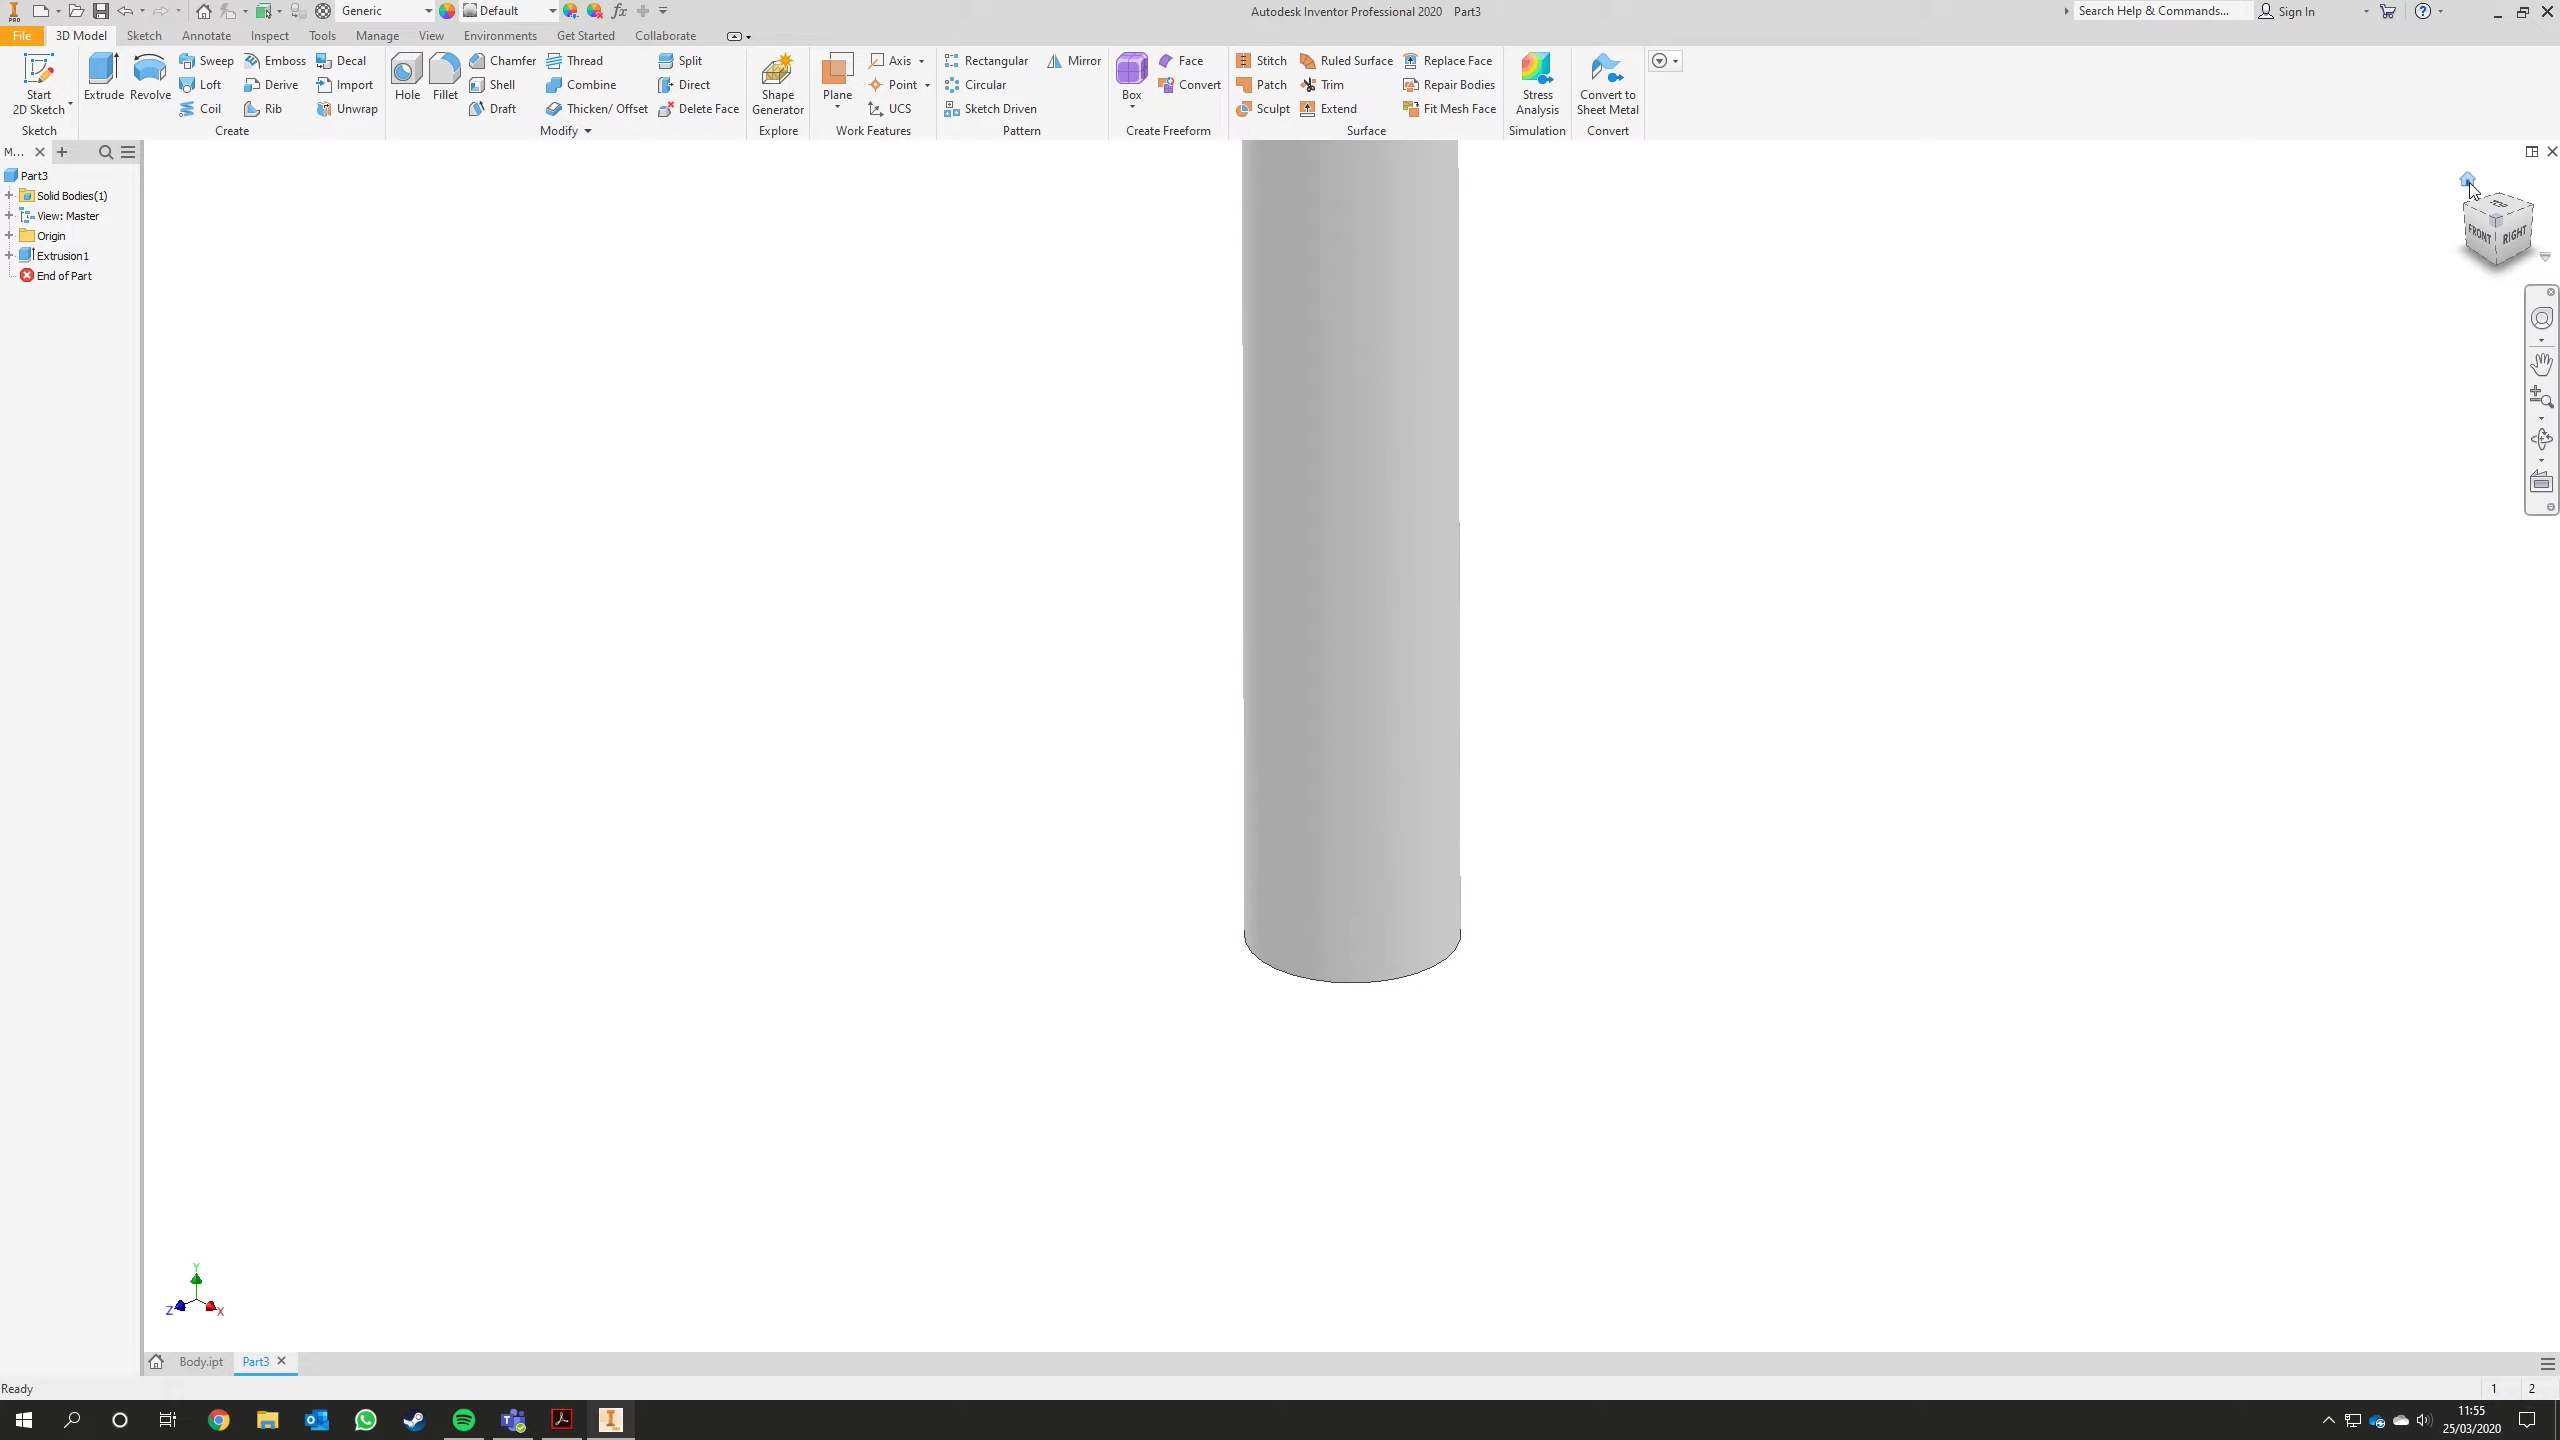 Generic
Default
fx
Autodesk Inventor Professional 2020 Part3
Search Help & Commands...
Sign In
File
3D Model
Sketch
Annotate
Inspect
Tools
Manage
View
Environments
Get Started
Collaborate
Start
2D Sketch
Sketch
Extrude
Revolve
Sweep
Loft
Coil
Emboss
Derive
Rib
Decal
Import
Unwrap
Create
Hole
Fillet
Chamfer
Shell
Draft
Thread
Combine
Thicken/ Offset
Split
Direct
Delete Face
Modify
Shape
Generator
Explore
Plane
Axis
Point
UCS
Work Features
Rectangular
Circular
Sketch Driven
Mirror
Pattern
Box
Face
Convert
Create Freeform
Stitch
Patch
Sculpt
Ruled Surface
Trim
Extend
Replace Face
Repair Bodies
Fit Mesh Face
Surface
Stress
Analysis
Simulation
Convert to
Sheet Metal
Convert
M...
Part3
Solid Bodies(1)
View: Master
Origin
Extrusion1
End of Part
TOP
FRONT
RIGHT
Y
Z
X
Body.ipt
Part3
Ready
1
2
11:55
25/03/2020